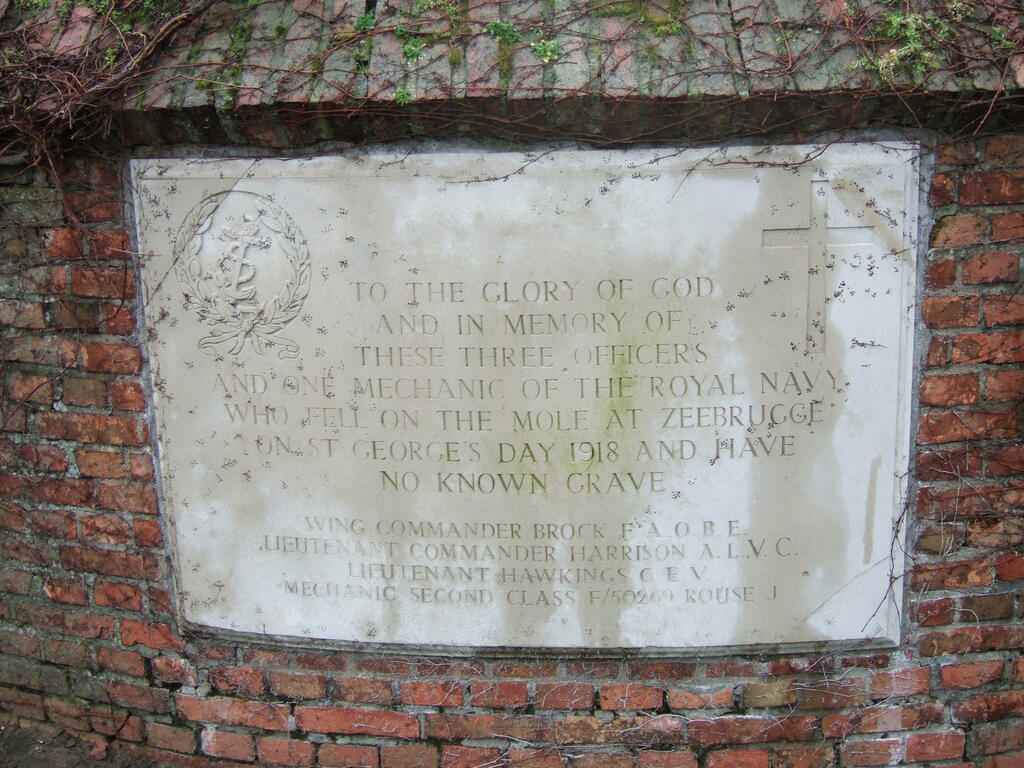 TO THE GLORY OF GOD
AND IN MEMORY OF
THESE THREE OFFICERS
AND ONE MECHANIC OF THE ROYAL NAVY
WHO FELL ON THE MOLE AT ZEEBRUGGE
ON ST GEORGE'S DAY 1918 AND HAVE
NO KNOWN GRAVE
WING COMMANDER BROCK F. A. O. B. E.
LIEUTENANT COMMANDER HARRISON A. L. V. C.
LIEUTENANT HAWKINGS C E V
MECHANIC SECOND CLASS F/50269 ROUSE J